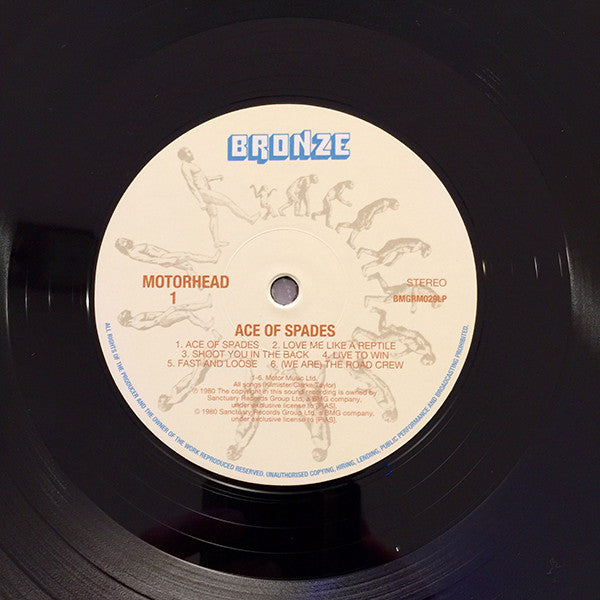 BRONZE
MOTORHEAD
1
STEREO
BMGRM028LP
ACE OF SPADES
1. ACE OF SPADES 2. LOVE ME LIKE A REPTILE
3. SHOOT YOU IN THE BACK 4. LIVE TO WIN
5. FAST AND LOOSE 6. (WE ARE) THE ROAD CREW
1-6. Motor Music Ltd.
All songs (Kilmister/Clarke/Taylor)
℗ 1980 The copyright in this sound recording is owned by
Sanctuary Records Group Ltd, a BMG company,
under exclusive license to [PIAS].
© 1980 Sanctuary Records Group Ltd, a BMG company,
under exclusive license to [PIAS].
ALL RIGHTS OF THE PRODUCER AND THE OWNER OF THE WORK REPRODUCED RESERVED. UNAUTHORISED COPYING, HIRING, LENDING, PUBLIC PERFORMANCE AND BROADCASTING PROHIBITED.